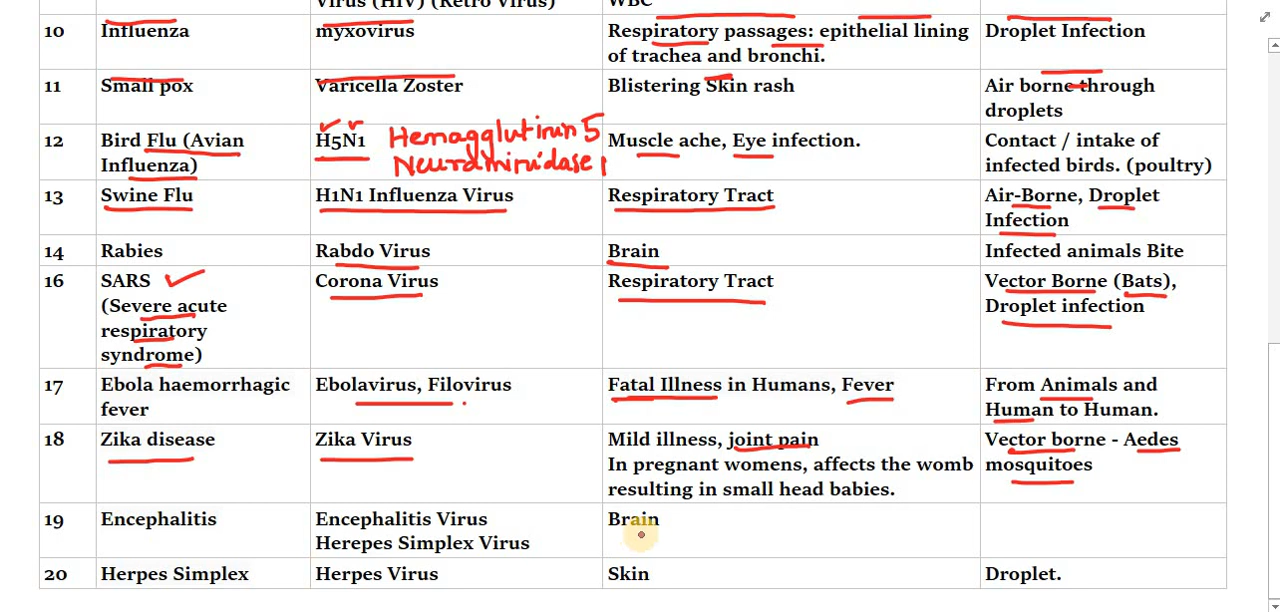 Virus (HIV) (Retro Virus)
WBC
10 Influenza myxovirus Respiratory passages: epithelial lining Droplet Infection
of trachea and bronchi.
11 Small pox Varicella Zoster Blistering Skin rash Air borne through
droplets
12 Bird Flu (Avian H5N1 Hemagglutinin 5 Muscle ache, Eye infection. Contact / intake of
Influenza) Neuraminidase 1 infected birds. (poultry)
13 Swine Flu H1N1 Influenza Virus Respiratory Tract Air-Borne, Droplet
Infection
14 Rabies Rabdo Virus Brain Infected animals Bite
16 SARS Corona Virus Respiratory Tract Vector Borne (Bats),
(Severe acute Droplet infection
respiratory
syndrome)
17 Ebola haemorrhagic Ebolavirus, Filovirus Fatal Illness in Humans, Fever From Animals and
fever Human to Human.
18 Zika disease Zika Virus Mild illness, joint pain Vector borne - Aedes
In pregnant womens, affects the womb mosquitoes
resulting in small head babies.
19 Encephalitis Encephalitis Virus Brain
Herepes Simplex Virus
20 Herpes Simplex Herpes Virus Skin Droplet.